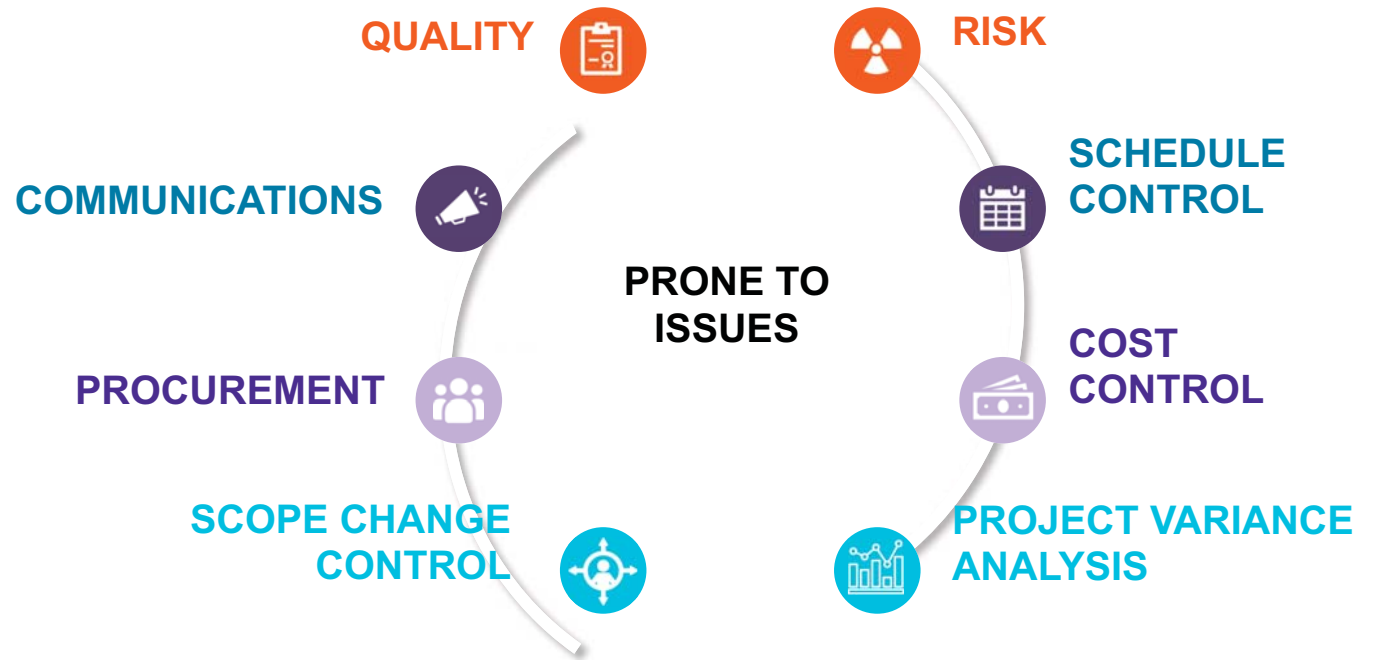 QUALITY
RISK
COMMUNICATIONS
SCHEDULE
CONTROL
PRONE TO
ISSUES
PROCUREMENT
COST
CONTROL
SCOPE CHANGE
CONTROL
PROJECT VARIANCE
ANALYSIS